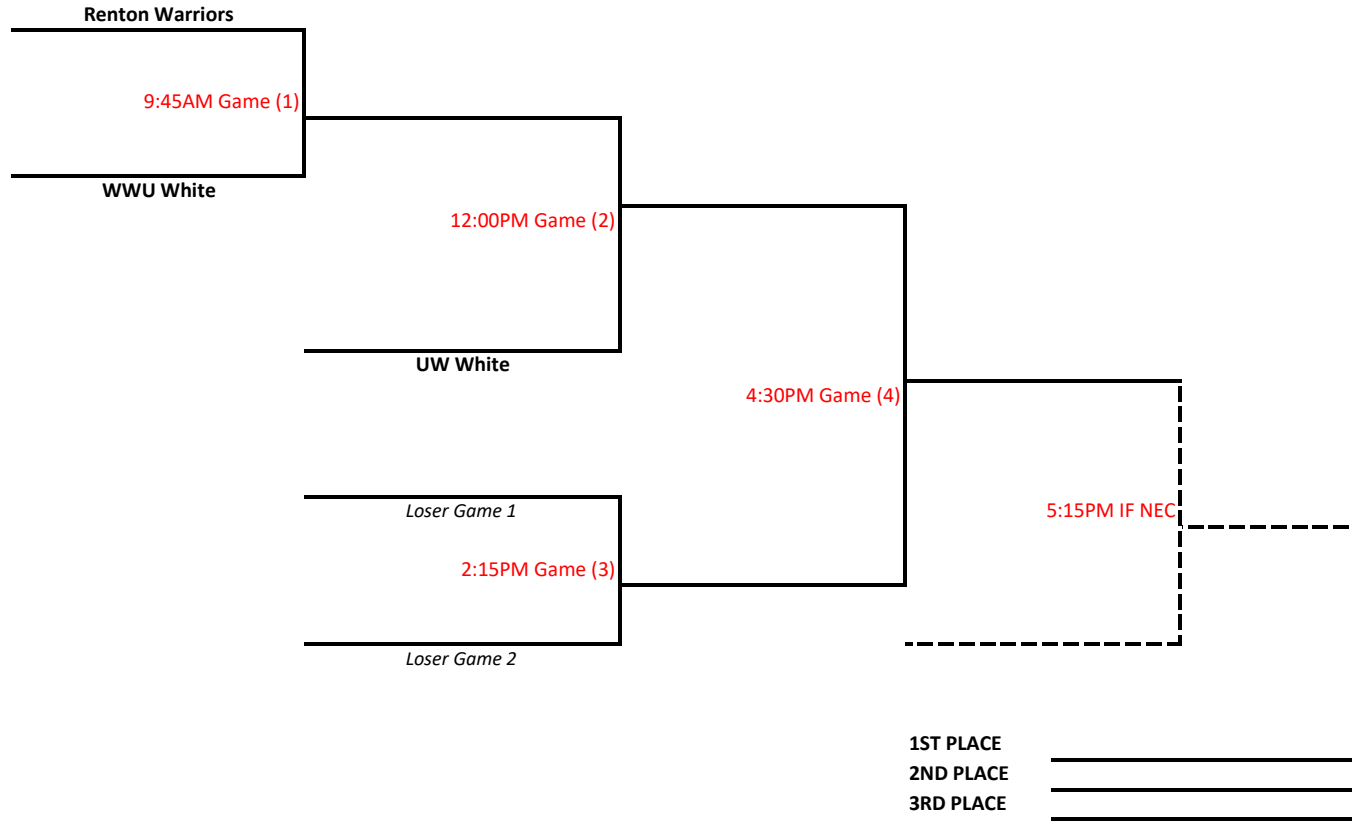 Renton Warriors
9:45AM Game (1)
WWU White
12:00PM Game (2)
UW White
4:30PM Game (4)
Loser Game 1
5:15PM IF NEC
2:15PM Game (3)
Loser Game 2
1ST PLACE
2ND PLACE
3RD PLACE